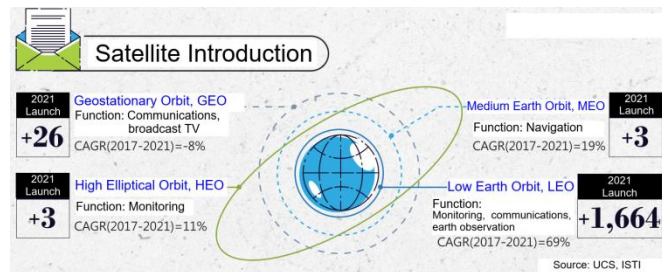 Satellite Introduction
2021
Launch
+26
Geostationary Orbit, GEO
Function: Communications,
broadcast TV
CAGR(2017-2021)=-8%
2021
Launch
+3
High Elliptical Orbit, HEO
Function: Monitoring
CAGR(2017-2021)=11%
Medium Earth Orbit, MEO
Function: Navigation
CAGR(2017-2021)=19%
2021
Launch
+3
Low Earth Orbit, LEO
Function:
Monitoring, communications,
earth observation
CAGR(2017-2021)=69%
2021
Launch
+1,664
Source: UCS, ISTI